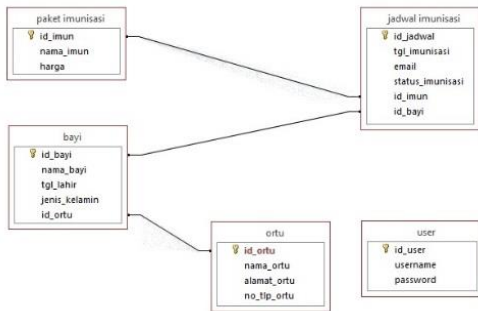 paket imunisasi
id_imun
nama_imun
harga
jadwal imunisasi
id_jadwal
tgl_imunisasi
email
status_imunisasi
id_imun
id_bayi
bayi
id_bayi
nama_bayi
tgl_lahir
jenis_kelamin
id_ortu
ortu
id_ortu
nama_ortu
alamat_ortu
no_tlp_ortu
user
id_user
username
password